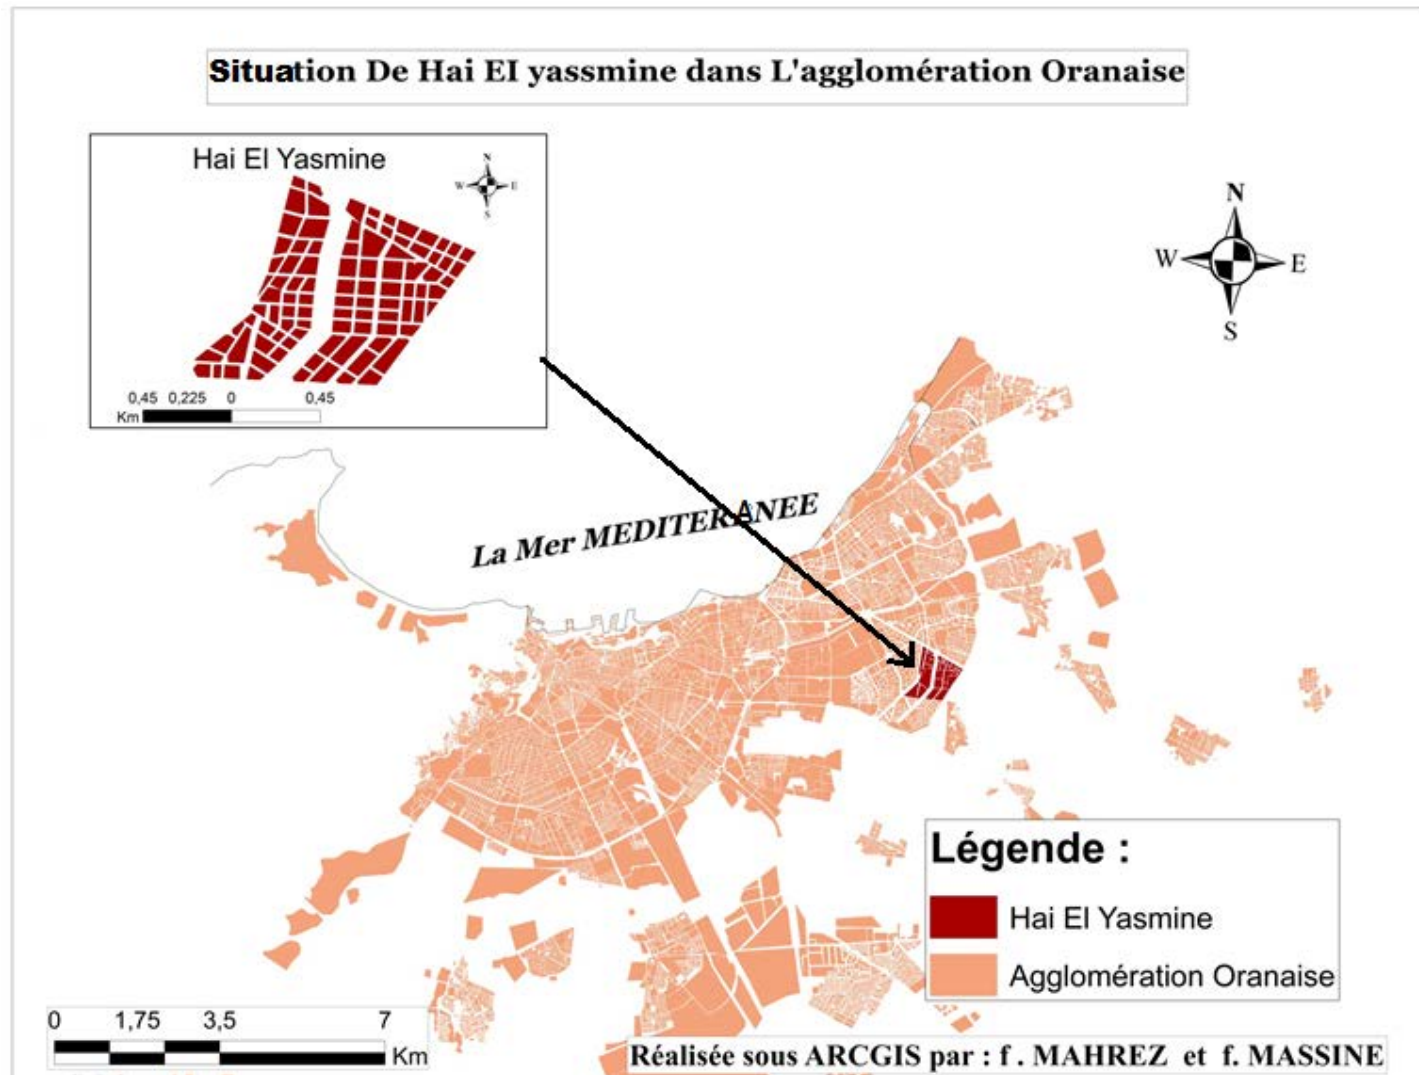 Situation De Hai EI yassmine dans L'agglomération Oranaise
Hai El Yasmine
N
W E
S
0,45 0,225 0 0,45
Km
N
W E
S
La Mer MEDITERANEE
Légende :
Hai El Yasmine
Agglomération Oranaise
0 1,75 3,5 7
Km
Réalisée sous ARCGIS par : f . MAHREZ et f. MASSINE